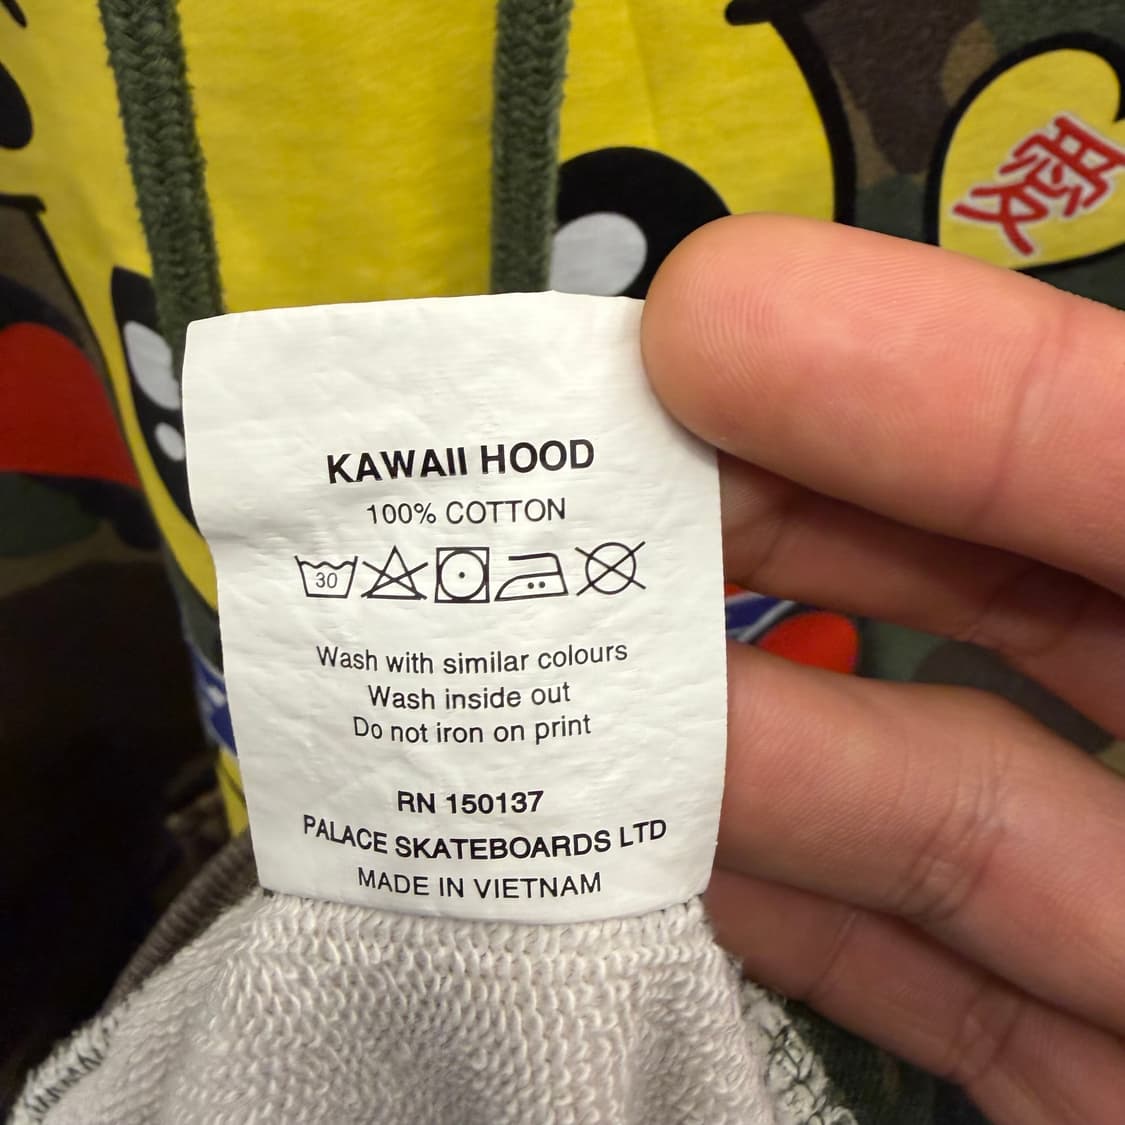 愛
KAWAII HOOD
100% COTTON
30
Wash with similar colours
Wash inside out
Do not iron on print
RN 150137
PALACE SKATEBOARDS LTD
MADE IN VIETNAM